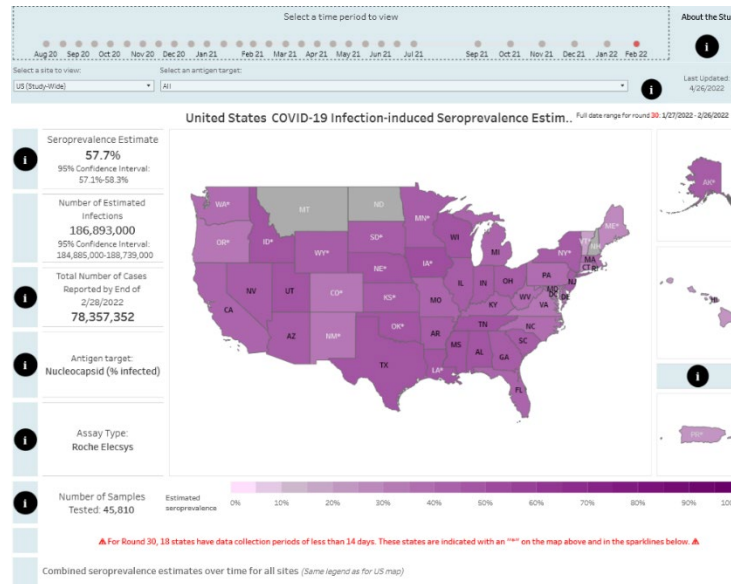 Select a time period to view
About the Stu
Aug 20 Sep 20 Oct 20 Nov 20 Dec 20 Jan 21 Feb 21 Mar 21 Apr 21 May 21 Jun 21 Jul 21 Sep 21 Oct 21 Nov 21 Dec 21 Jan 22 Feb 22
Select a site to view:
Select an antigen target:
US (Study-Wide)
All
Last Updated:
4/26/2022
United States COVID-19 Infection-induced Seroprevalence Estim..
Full date range for round 30: 1/27/2022 - 2/26/2022
Seroprevalence Estimate
57.7%
95% Confidence Interval:
57.1%-58.3%
Number of Estimated
Infections
186,893,000
95% Confidence Interval:
184,885,000-188,739,000
Total Number of Cases
Reported by End of
2/28/2022
78,357,352
Antigen target:
Nucleocapsid (% infected)
Assay Type:
Roche Elecsys
Number of Samples
Tested: 45,810
WA* MT ND MN* ME*
OR* ID* SD* WI VT* NH*
WY* MI NY* MA
NE* IA* CT RI
NV UT CO* IL IN OH PA NJ
CA KS* MO KY WV VA MD DC DE
AZ NM* OK* AR TN NC
TX LA* MS AL GA SC
FL
AK*
HI
PR*
Estimated
seroprevalence
0% 10% 20% 30% 40% 50% 60% 70% 80% 90% 100
⚠ For Round 30, 18 states have data collection periods of less than 14 days. These states are indicated with an "*" on the map above and in the sparklines below. ⚠
Combined seroprevalence estimates over time for all sites (Same legend as for US map)